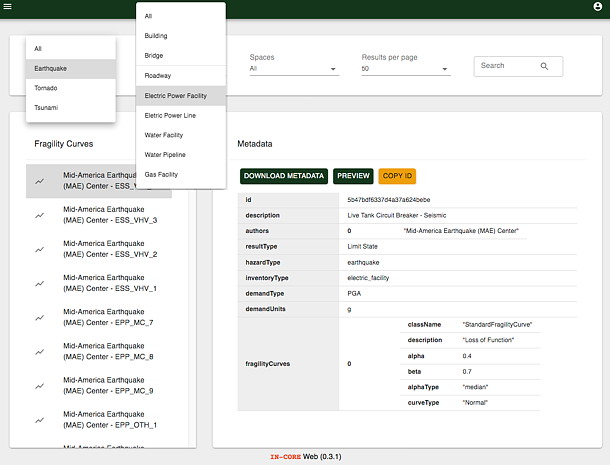 All
Earthquake
Tornado
Tsunami
All
Building
Bridge
Roadway
Electric Power Facility
Eletric Power Line
Water Facility
Water Pipeline
Gas Facility
Spaces
All
Results per page
50
Search
Fragility Curves
Mid-America Earthqua
(MAE) Center - ESS_V
Mid-America Earthquake
(MAE) Center - ESS_VHV_3
Mid-America Earthquake
(MAE) Center - ESS_VHV_2
Mid-America Earthquake
(MAE) Center - ESS_VHV_1
Mid-America Earthquake
(MAE) Center - EPP_MC_7
Mid-America Earthquake
(MAE) Center - EPP_MC_8
Mid-America Earthquake
(MAE) Center - EPP_MC_9
Mid-America Earthquake
(MAE) Center - EPP_OTH_1
Metadata
DOWNLOAD METADATA PREVIEW COPY ID
id 5b47bdf6337d4a37a624bebe
description Live Tank Circuit Breaker - Seismic
authors 0 "Mid-America Earthquake (MAE) Center"
resultType Limit State
hazardType earthquake
inventoryType electric_facility
demandType PGA
demandUnits g
fragilityCurves 0
className "StandardFragilityCurve"
description "Loss of Function"
alpha 0.4
beta 0.7
alphaType "median"
curveType "Normal"
IN-CORE Web (0.3.1)